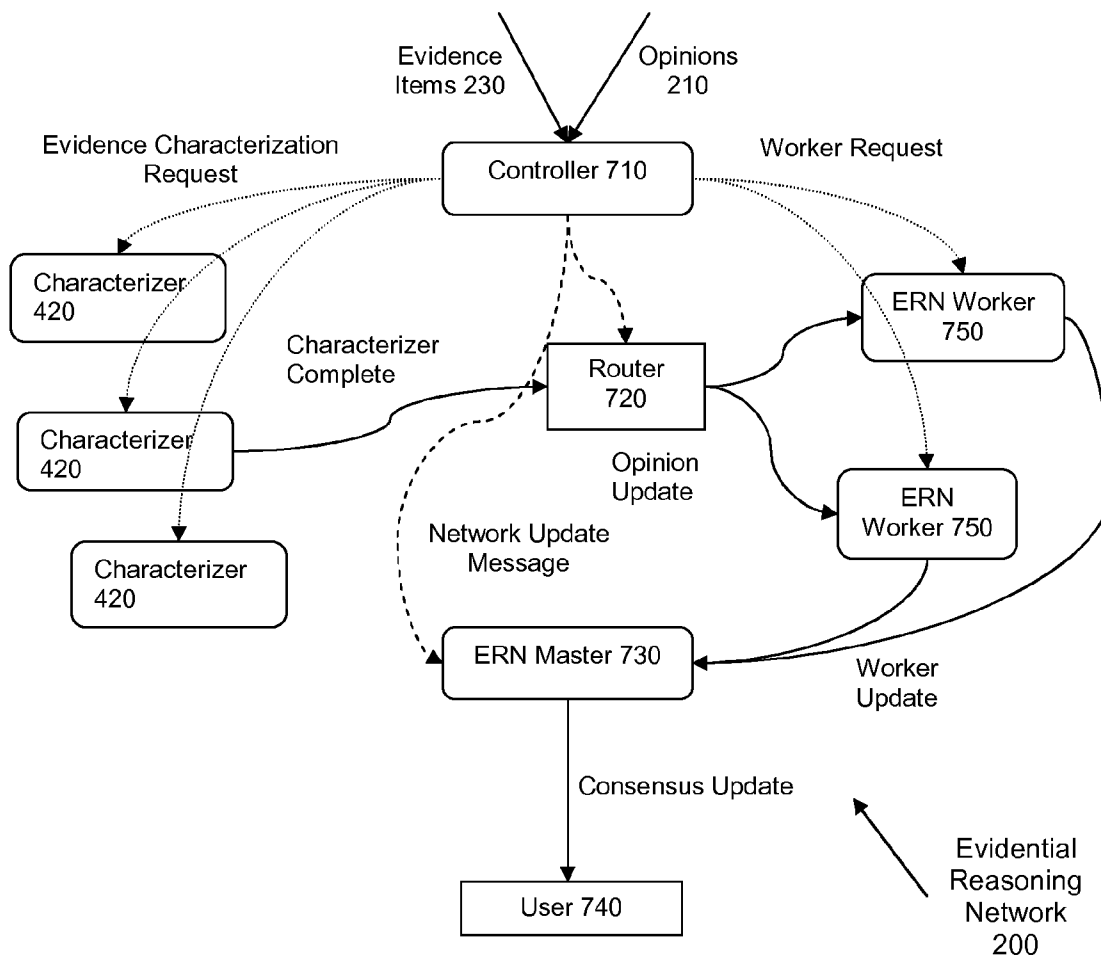 Evidence
Items 230
Opinions
210
Evidence Characterization
Request
Controller 710
Worker Request
Characterizer
420
ERN Worker
750
Characterizer
Complete
Router
720
Characterizer
420
Opinion
Update
ERN
Worker 750
Network Update
Message
Characterizer
420
ERN Master 730
Worker
Update
Consensus Update
Evidential
Reasoning
Network
200
User 740